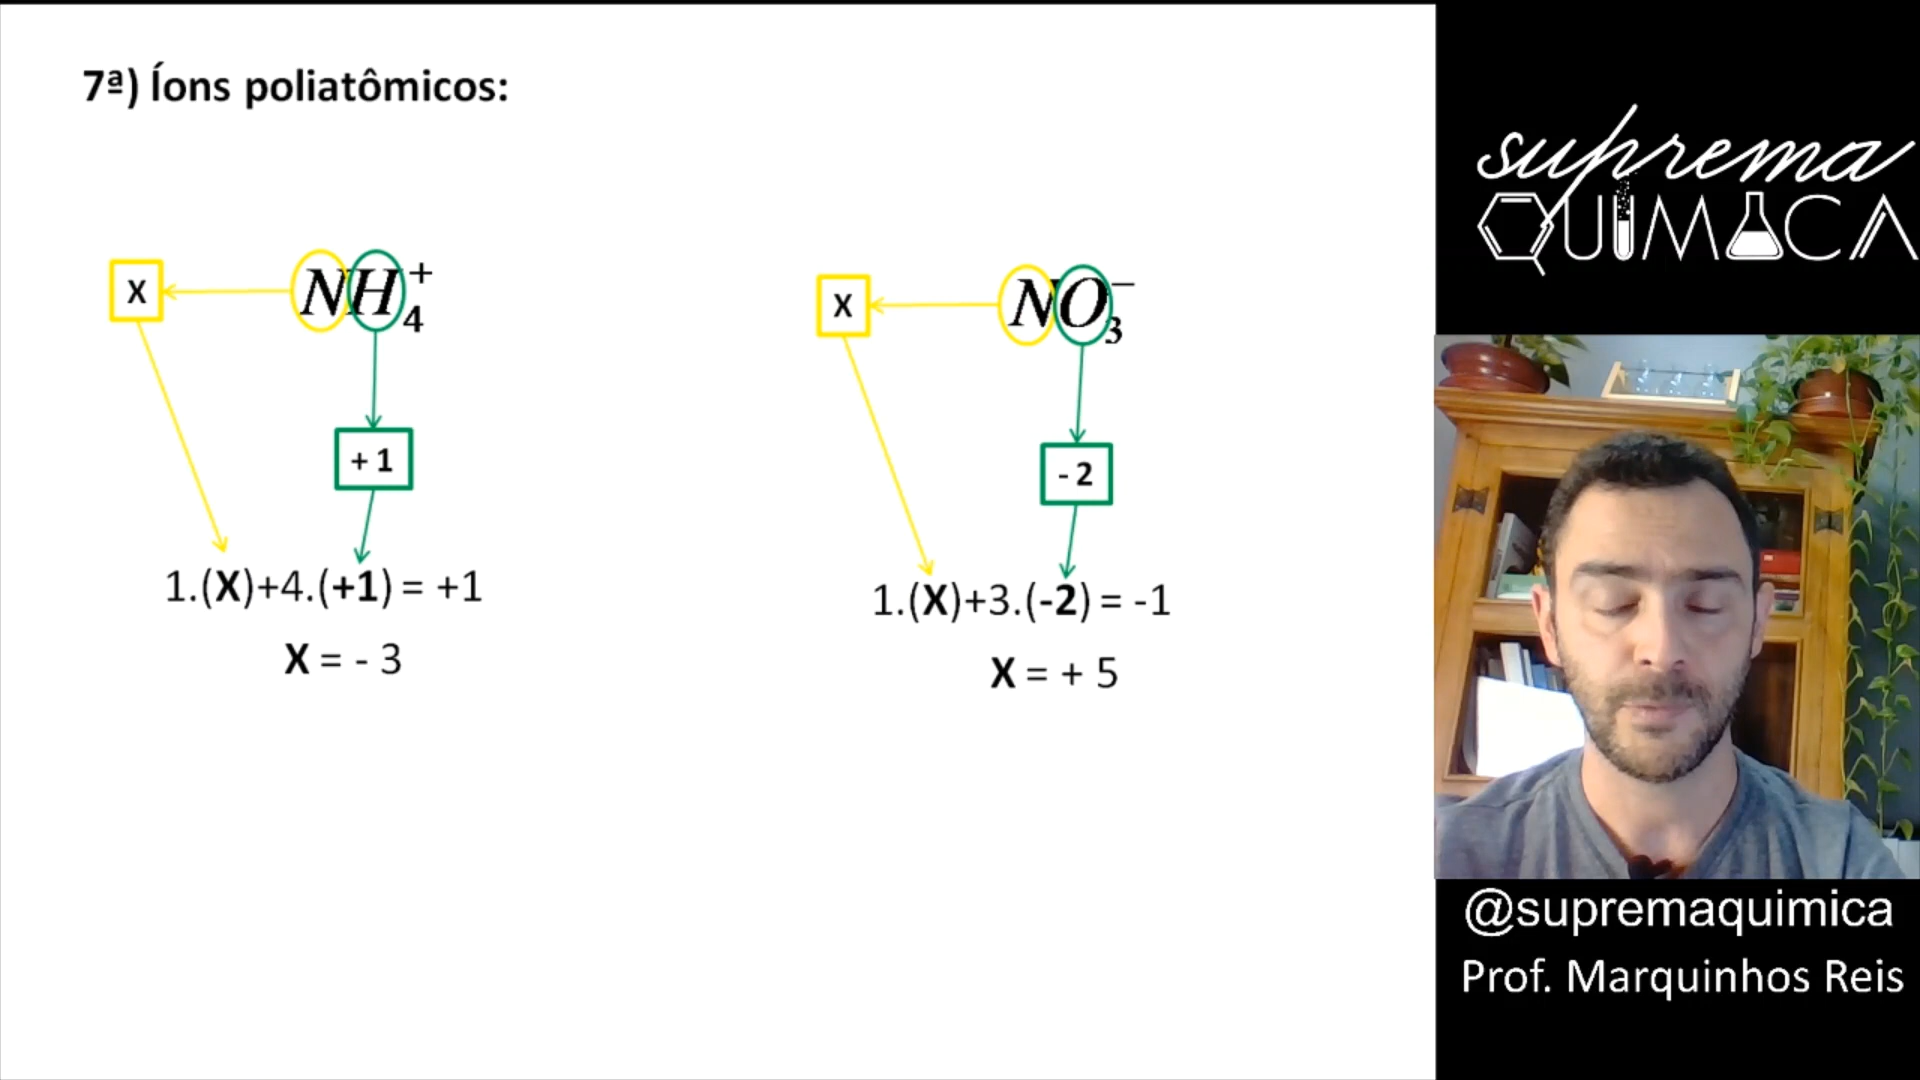 7ª) Íons poliatômicos:
X
NH₄⁺
+ 1
1.(X)+4.(+1) = +1
X = - 3
X
NO₃⁻
- 2
1.(X)+3.(-2) = -1
X = + 5
suprema
QUIMICA
@supremaquimica
Prof. Marquinhos Reis